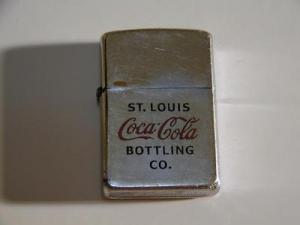 ST. LOUIS
Coca-Cola
BOTTLING
CO.